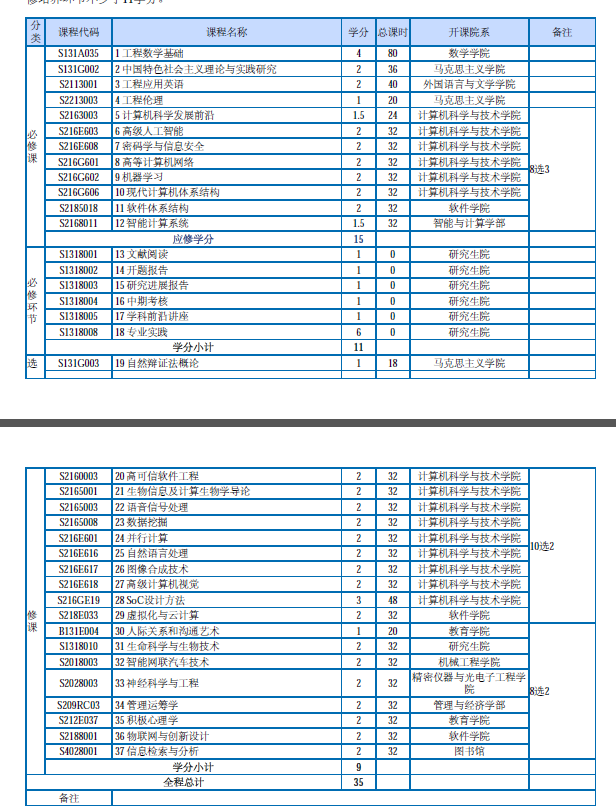 分类 课程代码 课程名称 学分 总课时 开课院系 备注
必修课
S131A035 1 工程数学基础 4 80 数学学院
S131G002 2 中国特色社会主义理论与实践研究 2 36 马克思主义学院
S2113001 3 工程应用英语 2 40 外国语言与文学学院
S2213003 4 工程伦理 1 20 马克思主义学院
S2163003 5 计算机科学发展前沿 1.5 24 计算机科学与技术学院
S216E603 6 高级人工智能 2 32 计算机科学与技术学院
S216E608 7 密码学与信息安全 2 32 计算机科学与技术学院
S216G601 8 高等计算机网络 2 32 计算机科学与技术学院
8选3
S216G602 9 机器学习 2 32 计算机科学与技术学院
S216G606 10 现代计算机体系结构 2 32 计算机科学与技术学院
S2185018 11 软件体系结构 2 32 软件学院
S2168011 12 智能计算系统 1.5 32 智能与计算学部
应修学分 15
必修环节
S1318001 13 文献阅读 1 0 研究生院
S1318002 14 开题报告 1 0 研究生院
S1318003 15 研究进展报告 1 0 研究生院
S1318004 16 中期考核 1 0 研究生院
S1318005 17 学科前沿讲座 1 0 研究生院
S1318008 18 专业实践 6 0 研究生院
学分小计 11
选 S131G003 19 自然辩证法概论 1 18 马克思主义学院
修课
S2160003 20 高可信软件工程 2 32 计算机科学与技术学院
S2165001 21 生物信息及计算生物学导论 2 32 计算机科学与技术学院
S2165003 22 语音信号处理 2 32 计算机科学与技术学院
S2165008 23 数据挖掘 2 32 计算机科学与技术学院
S216E601 24 并行计算 2 32 计算机科学与技术学院
10选2
S216E616 25 自然语言处理 2 32 计算机科学与技术学院
S216E617 26 图像合成技术 2 32 计算机科学与技术学院
S216E618 27 高级计算机视觉 2 32 计算机科学与技术学院
S216GE19 28 SoC设计方法 3 48 计算机科学与技术学院
S218E033 29 虚拟化与云计算 2 32 软件学院
B131E004 30 人际关系和沟通艺术 1 20 教育学院
S1318010 31 生命科学与生物技术 2 32 研究生院
S2018003 32 智能网联汽车技术 2 32 机械工程学院
S2028003 33 神经科学与工程 2 32 精密仪器与光电子工程学院
8选2
S209RC03 34 管理运筹学 2 32 管理与经济学部
S212E037 35 积极心理学 2 32 教育学院
S2188001 36 物联网与创新设计 2 32 软件学院
S4028001 37 信息检索与分析 2 32 图书馆
学分小计 9
全程总计 35
备注